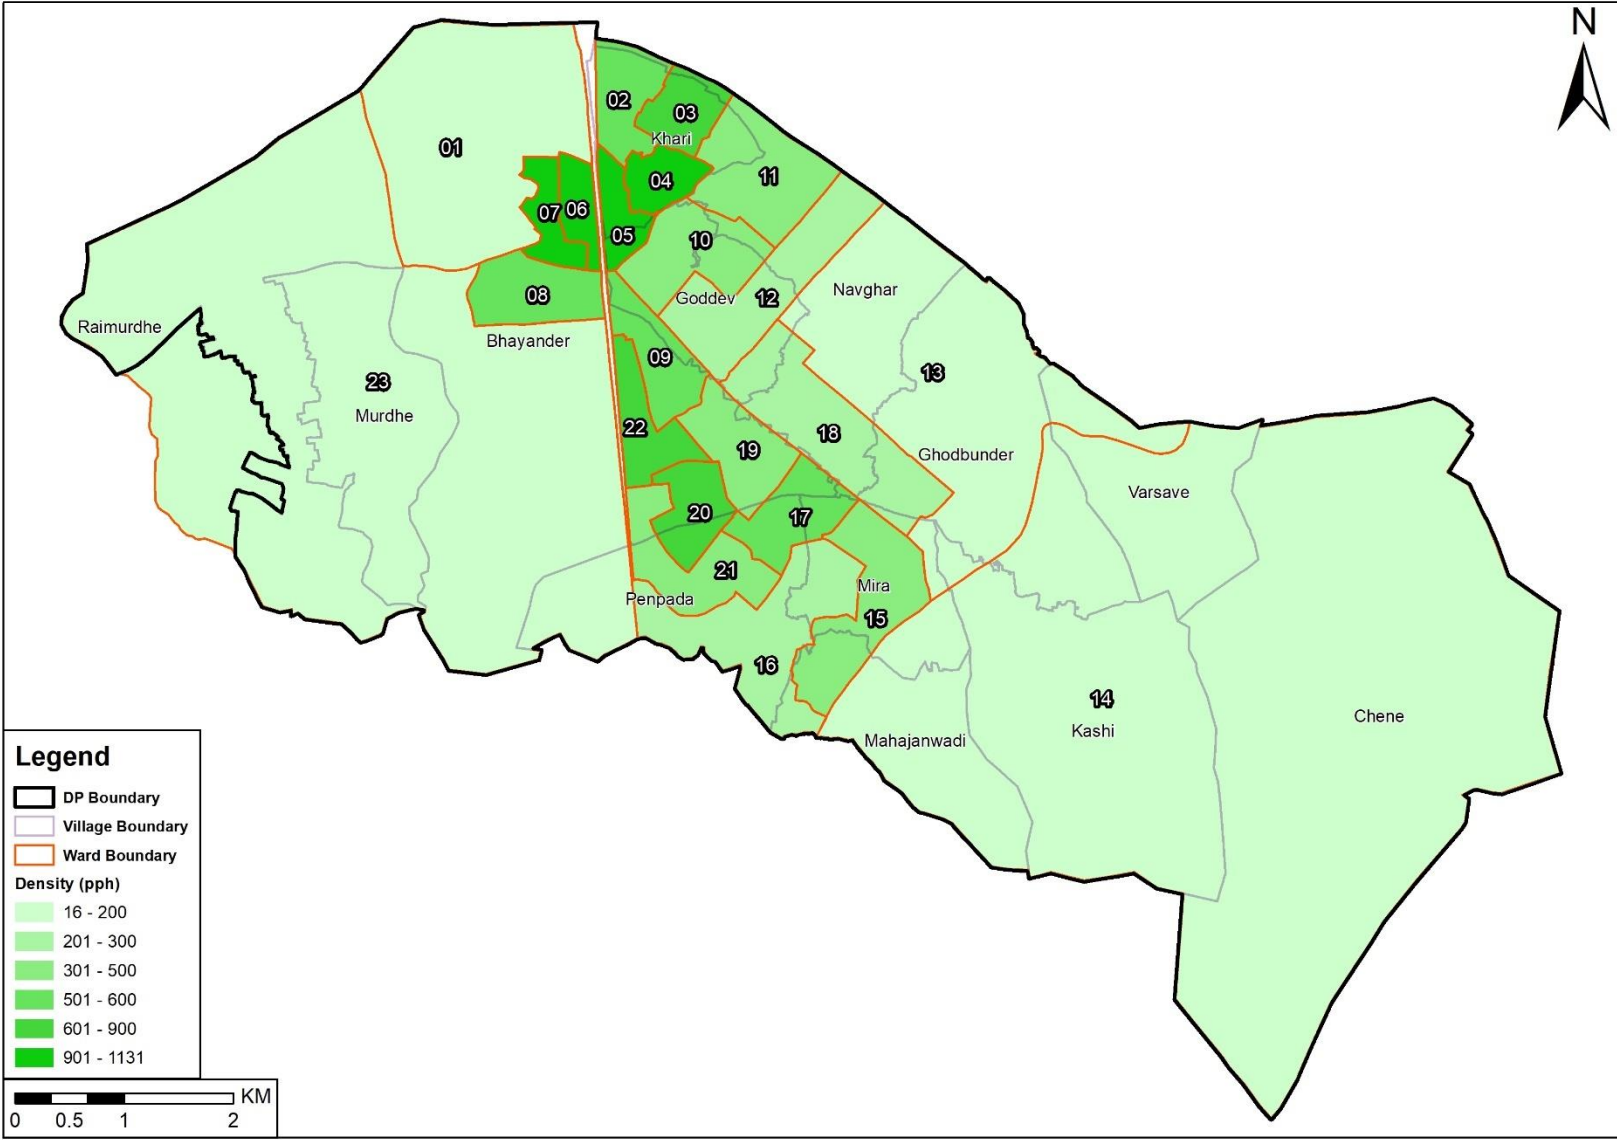 N
02
03
Khari
01
11
04
07
06
05
10
Navghar
08
Goddev
12
Raimurdhe
Bhayander
09
13
23
Murdhe
22
18
19
Ghodbunder
Varsave
20
17
21
Mira
Penpada
15
16
14
Kashi
Chene
Mahajanwadi
Legend
DP Boundary
Village Boundary
Ward Boundary
Density (pph)
16 - 200
201 - 300
301 - 500
501 - 600
601 - 900
901 - 1131
KM
0 0.5 1 2